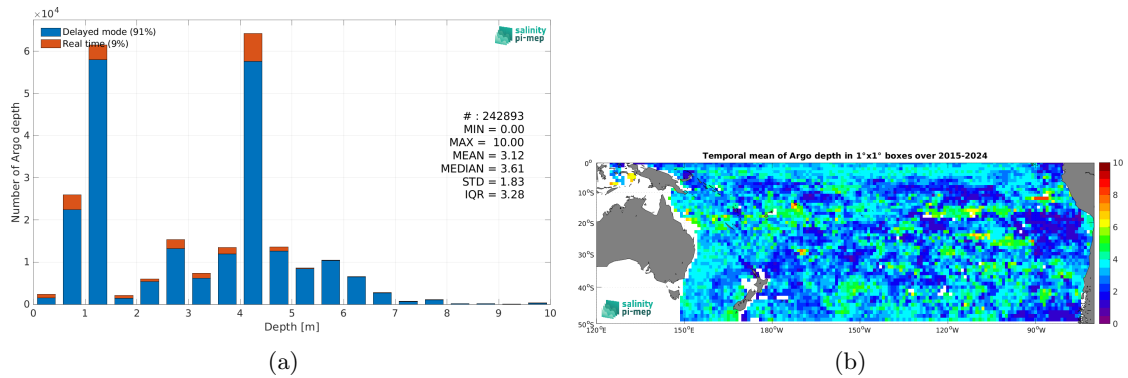 ×10⁴
Delayed mode (91%)
Real time (9%)
salinity
pi-mep
6
5
4
3
2
1
0
Number of Argo depth
# : 242893
MIN = 0.00
MAX = 10.00
MEAN = 3.12
MEDIAN = 3.61
STD = 1.83
IQR = 3.28
0 1 2 3 4 5 6 7 8 9 10
Depth [m]
(a)
Temporal mean of Argo depth in 1°x1° boxes over 2015-2024
0°
10°S
20°S
30°S
40°S
50°S
120°E 150°E 180°W 150°W 120°W 90°W
salinity
pi-mep
10
8
6
4
2
0
(b)